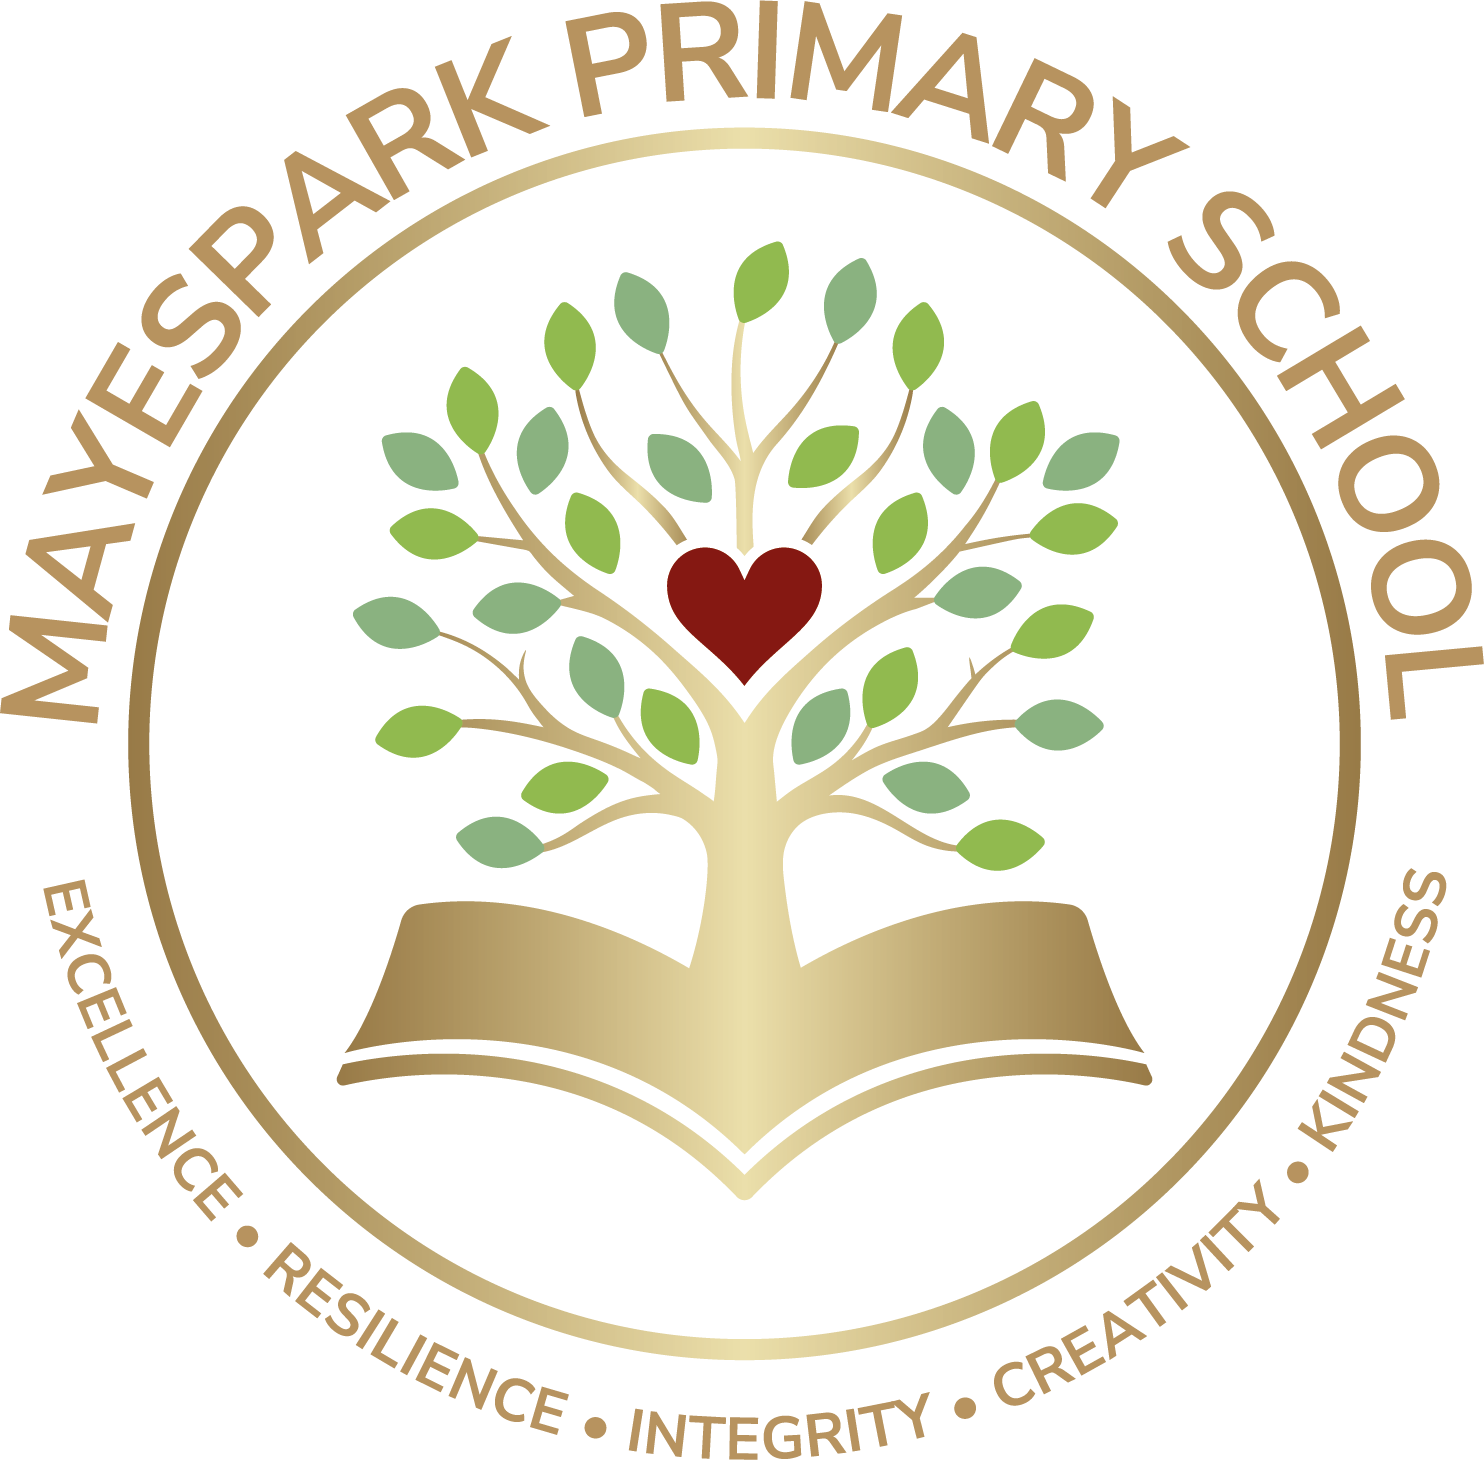 MAYESPARK PRIMARY SCHOOL
EXCELLENCE • RESILIENCE • INTEGRITY • CREATIVITY • KINDNESS